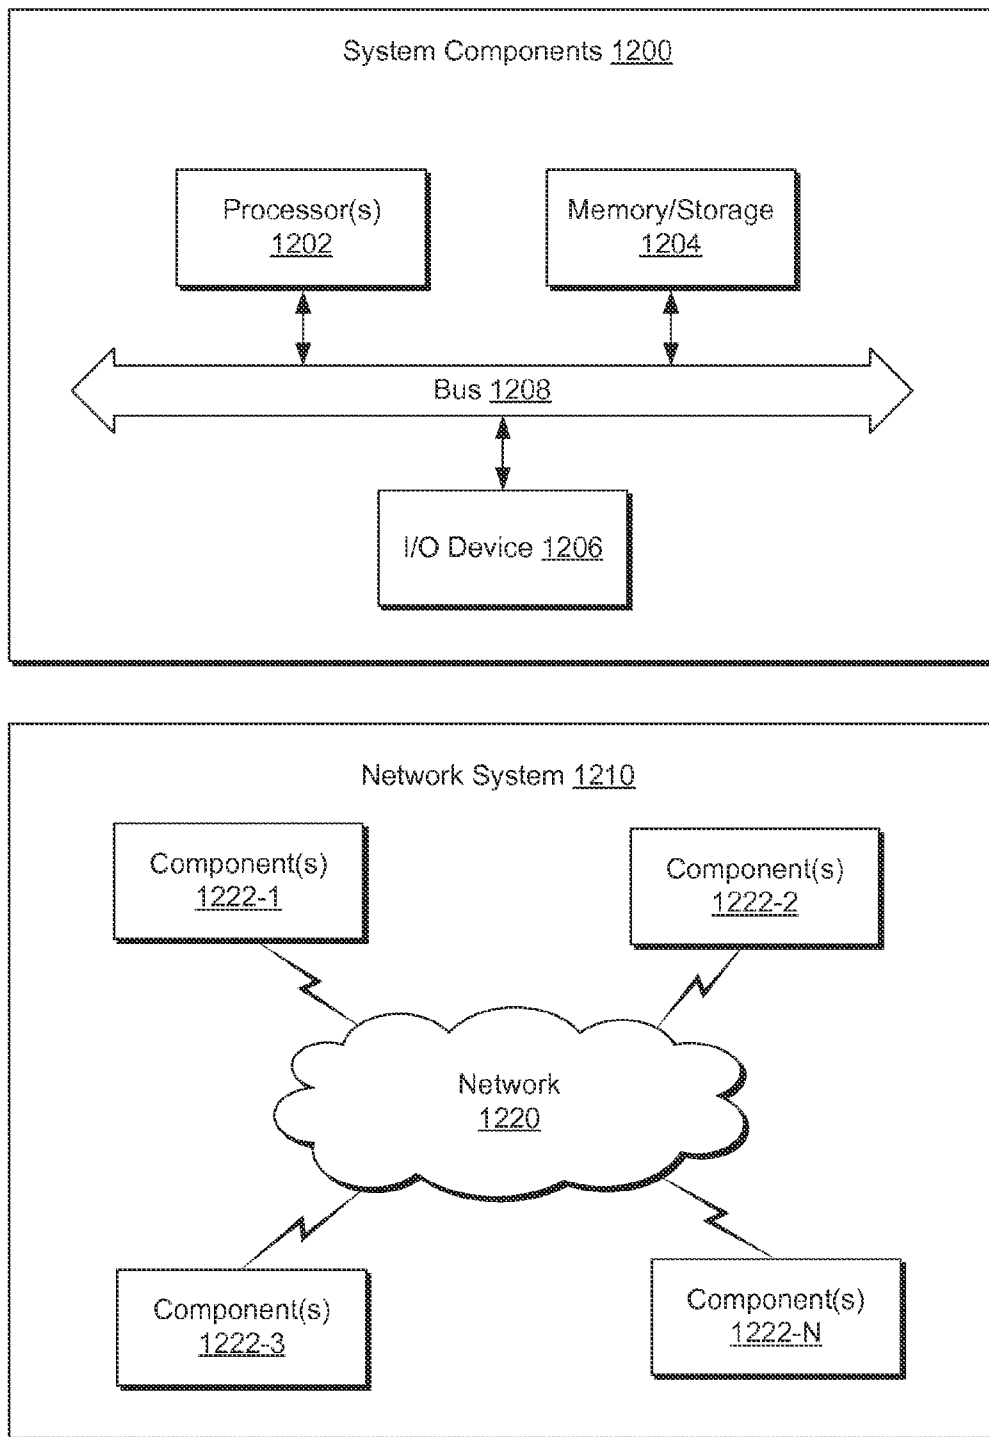 System Components 1200
Processor(s)
1202
Memory/Storage
1204
Bus 1208
I/O Device 1206
Network System 1210
Component(s)
1222-1
Component(s)
1222-2
Network
1220
Component(s)
1222-3
Component(s)
1222-N